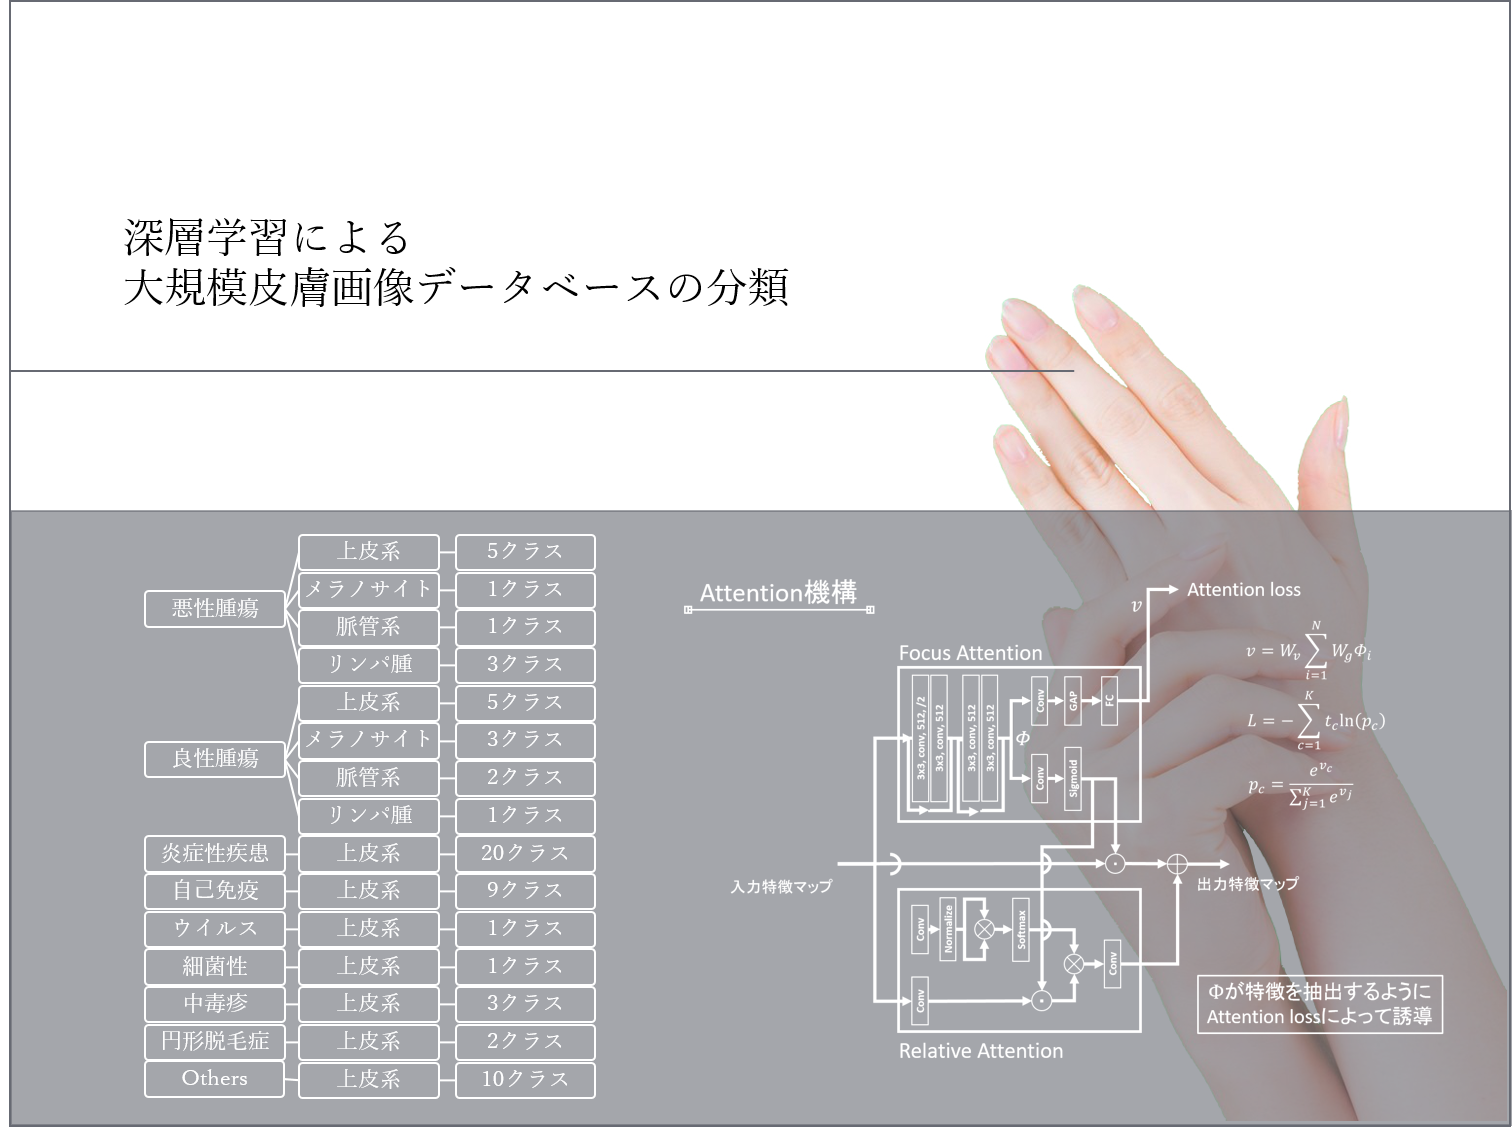 深層学習による
大規模皮膚画像データベースの分類
悪性腫瘍
上皮系 5クラス
メラノサイト 1クラス
脈管系 1クラス
リンパ腫 3クラス
良性腫瘍
上皮系 5クラス
メラノサイト 3クラス
脈管系 2クラス
リンパ腫 1クラス
炎症性疾患 上皮系 20クラス
自己免疫 上皮系 9クラス
ウイルス 上皮系 1クラス
細菌性 上皮系 1クラス
中毒疹 上皮系 3クラス
円形脱毛症 上皮系 2クラス
Others 上皮系 10クラス
Attention機構
Focus Attention
3x3, conv, 512, /2
3x3, conv, 512
3x3, conv, 512
3x3, conv, 512
Φ
Conv
GAP
FC
Conv
Sigmoid
v
Attention loss
v = W_v ∑_{i=1}^{N} W_g Φ_i
L = − ∑_{c=1}^{K} t_c ln(p_c)
p_c = e^{v_c} / ∑_{j=1}^{K} e^{v_j}
入力特徴マップ
出力特徴マップ
Conv
Normalize
Softmax
Conv
Conv
Relative Attention
Φが特徴を抽出するように
Attention lossによって誘導